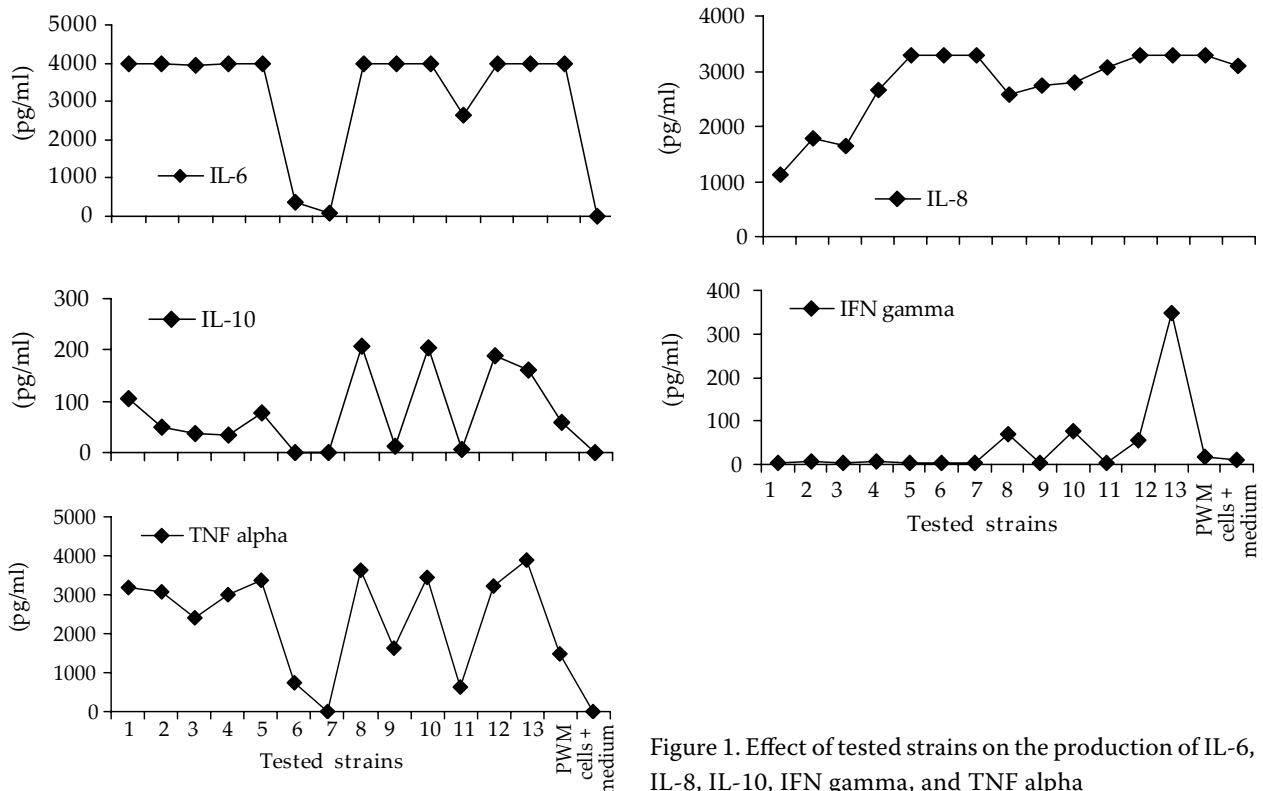 5000
4000
3000
2000
1000
0
(pg/ml)
IL-6
4000
3000
2000
1000
0
(pg/ml)
IL-8
300
200
100
0
(pg/ml)
IL-10
400
300
200
100
0
(pg/ml)
IFN gamma
1 2 3 4 5 6 7 8 9 10 11 12 13 PWM cells + medium
Tested strains
5000
4000
3000
2000
1000
0
(pg/ml)
TNF alpha
1 2 3 4 5 6 7 8 9 10 11 12 13 PWM cells + medium
Tested strains
Figure 1. Effect of tested strains on the production of IL-6,
IL-8, IL-10, IFN gamma, and TNF alpha